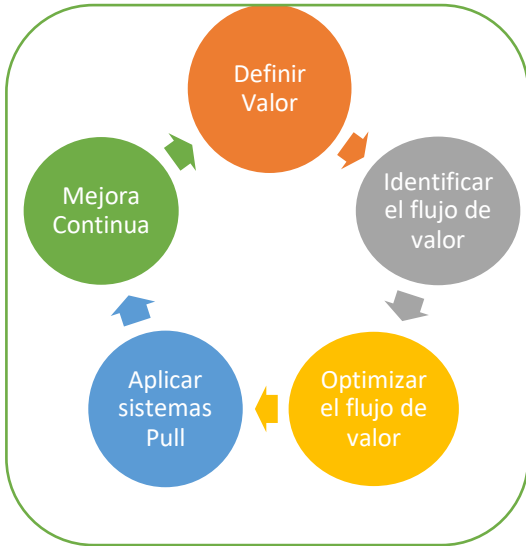 Definir
Valor
Identificar
el flujo de
valor
Optimizar
el flujo de
valor
Aplicar
sistemas
Pull
Mejora
Continua